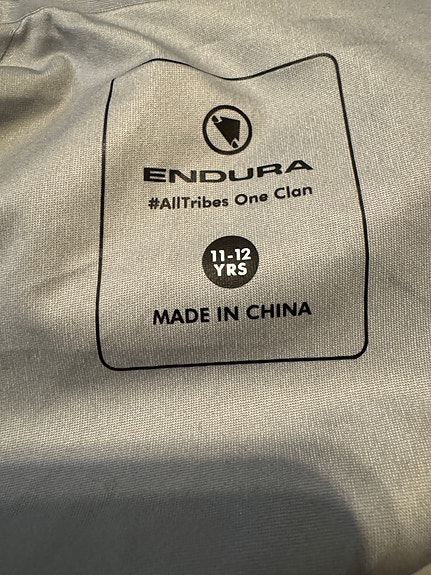 ENDURA
#AllTribes One Clan
11-12
YRS
MADE IN CHINA